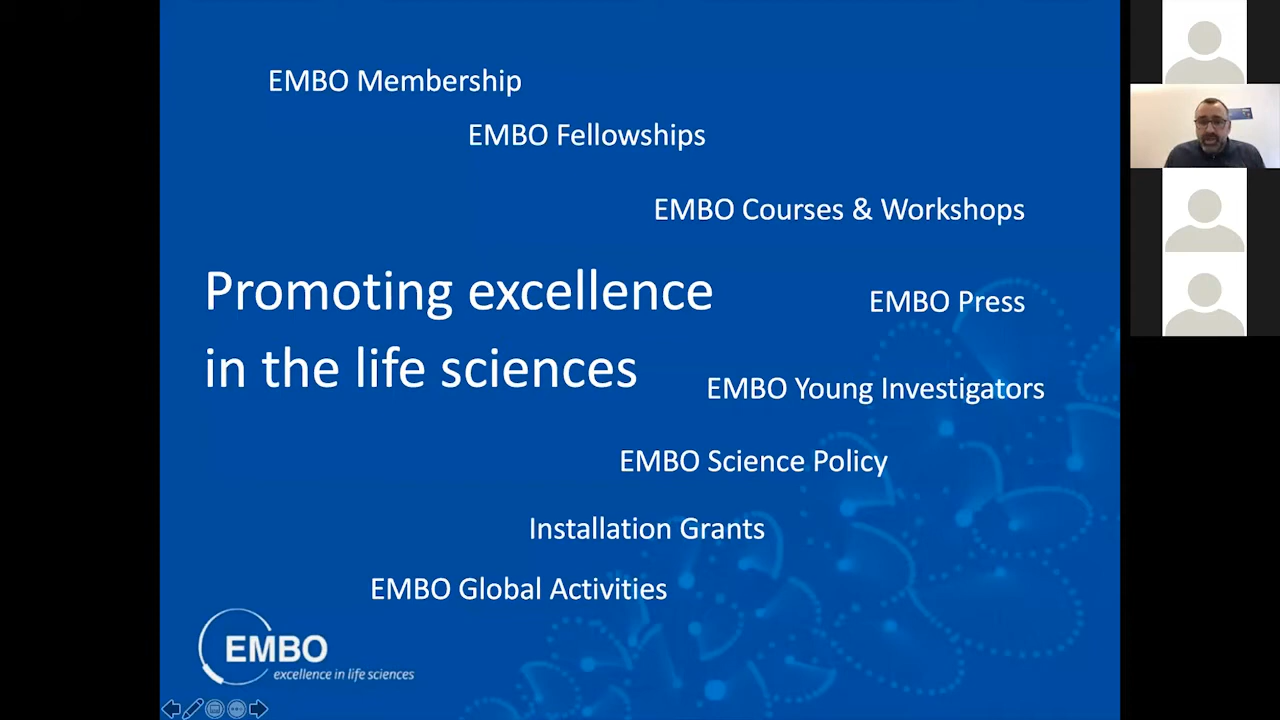 EMBO Membership
EMBO Fellowships
EMBO Courses & Workshops
Promoting excellence
in the life sciences
EMBO Press
EMBO Young Investigators
EMBO Science Policy
Installation Grants
EMBO Global Activities
EMBO
excellence in life sciences